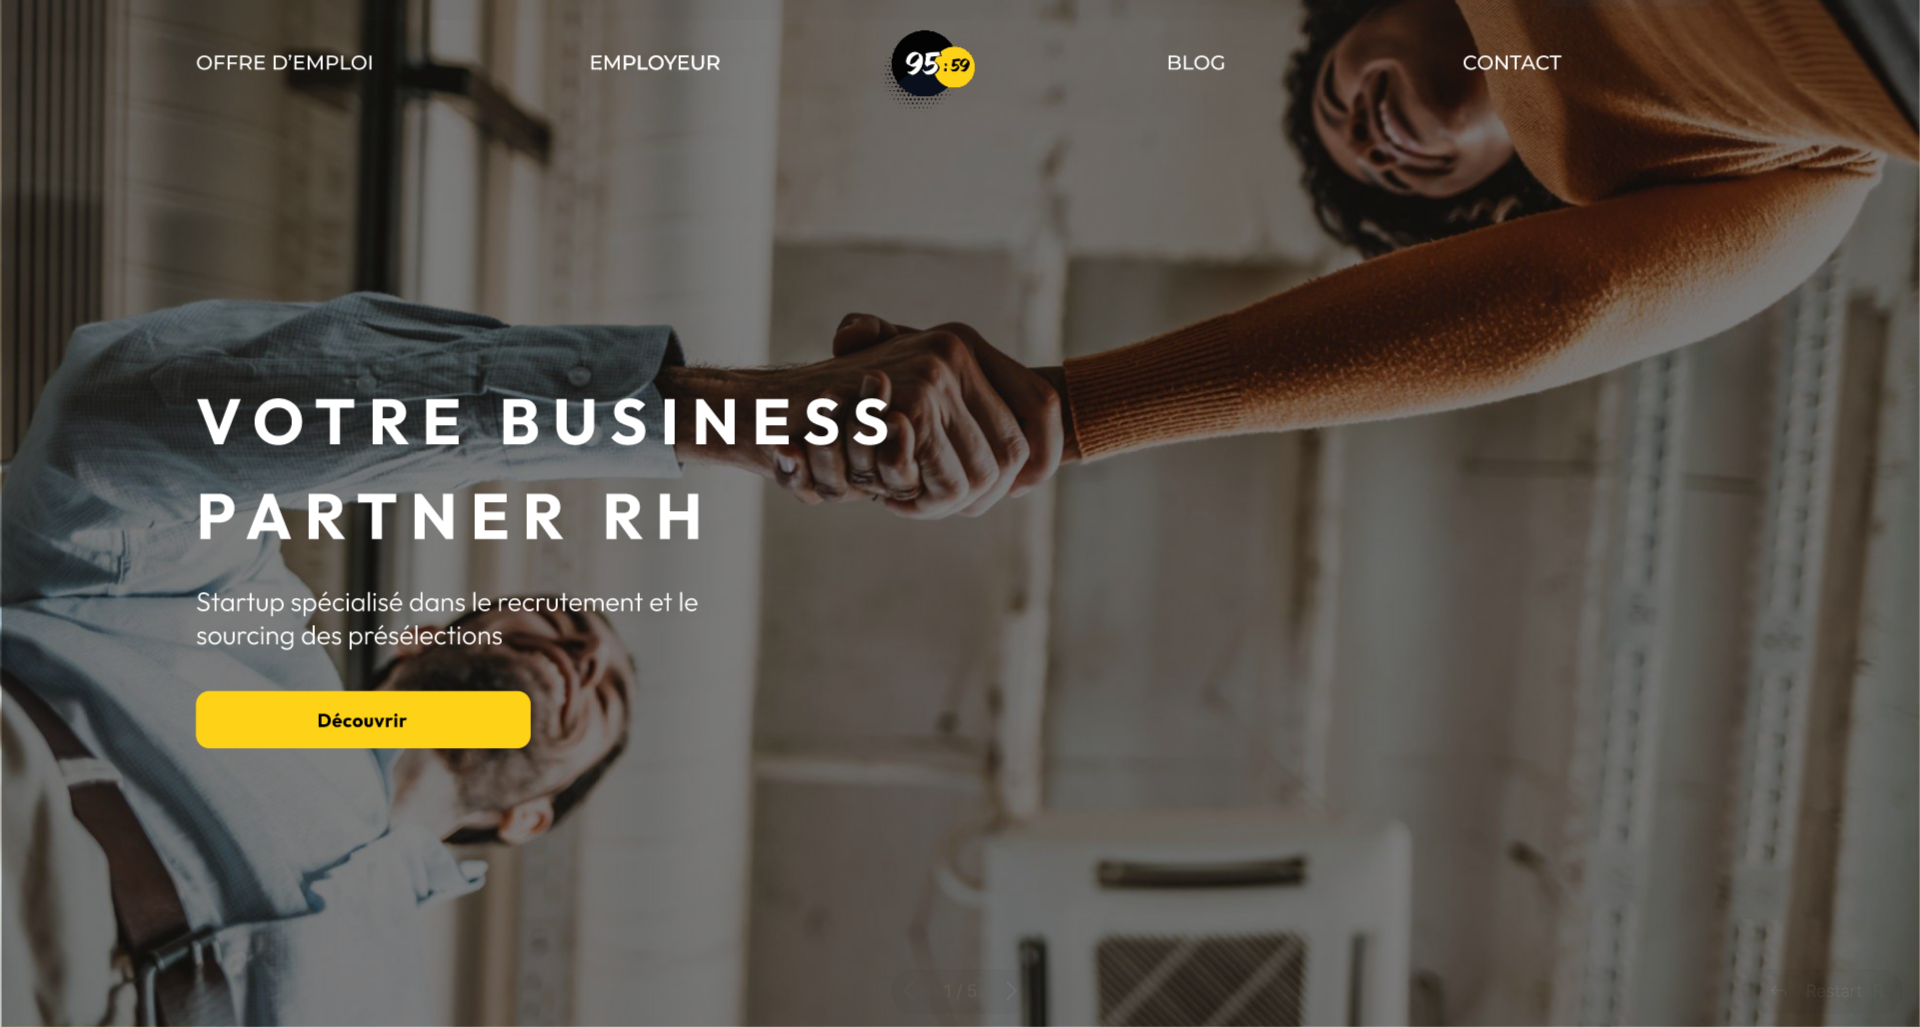 OFFRE D'EMPLOI
EMPLOYEUR
95:59
BLOG
CONTACT
VOTRE BUSINESS
PARTNER RH
Startup spécialisé dans le recrutement et le
sourcing des présélections
Découvrir
1 / 5
Restart